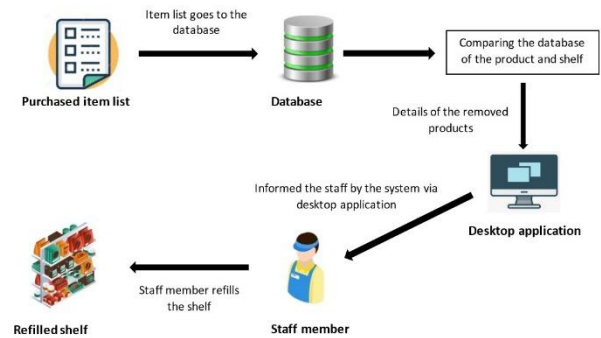 Item list goes to the
database
Comparing the database
of the product and shelf
Purchased item list
Database
Details of the removed
products
Informed the staff by the system via
desktop application
Desktop application
Staff member refills
the shelf
Refilled shelf
Staff member